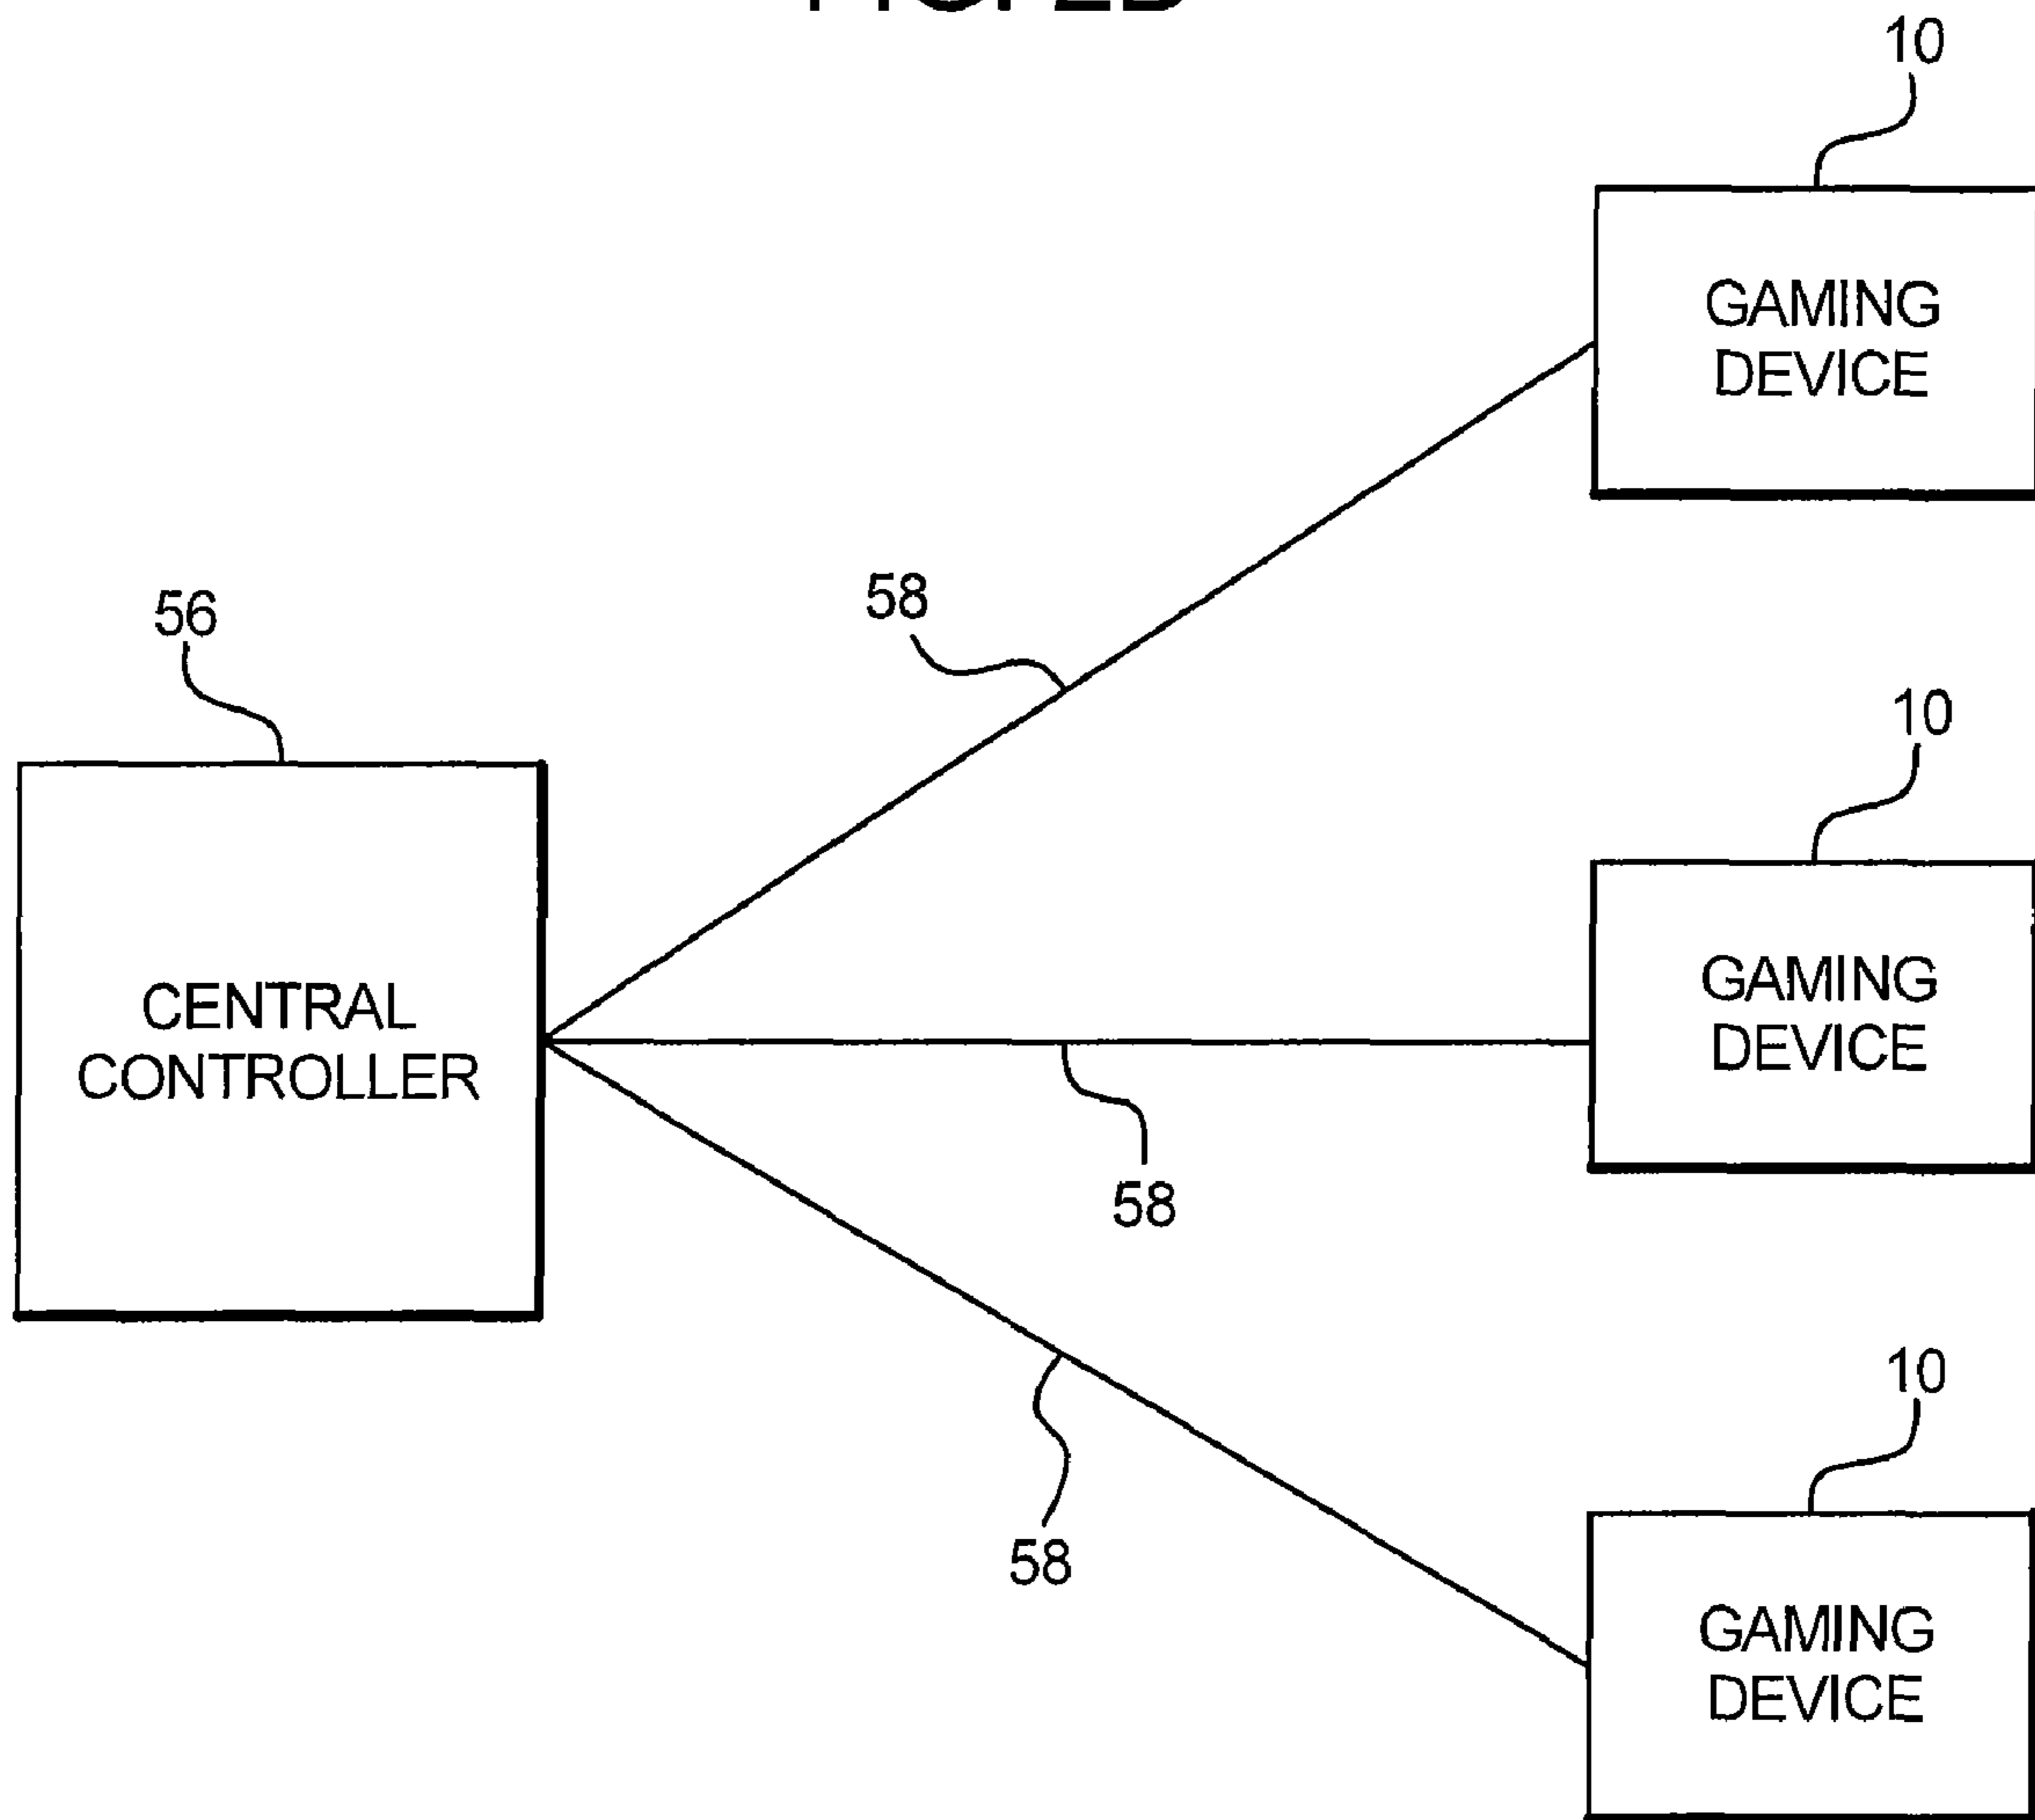 10
GAMING
DEVICE
58
56
10
GAMING
DEVICE
CENTRAL
CONTROLLER
58
10
58
GAMING
DEVICE